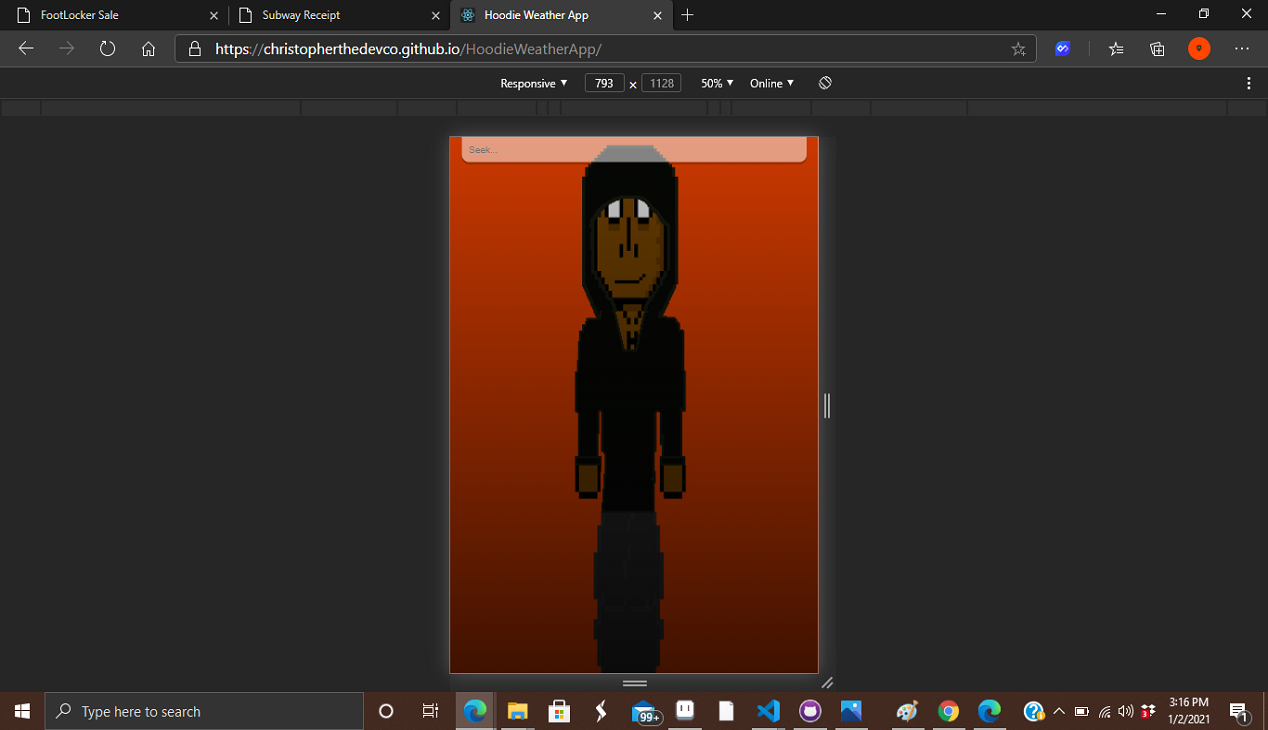 FootLocker Sale
Subway Receipt
Hoodie Weather App
https://christopherthedevco.github.io/HoodieWeatherApp/
Responsive 793 x 1128 50% Online
Seek...
Type here to search
99+
3
3:16 PM
1/2/2021
1